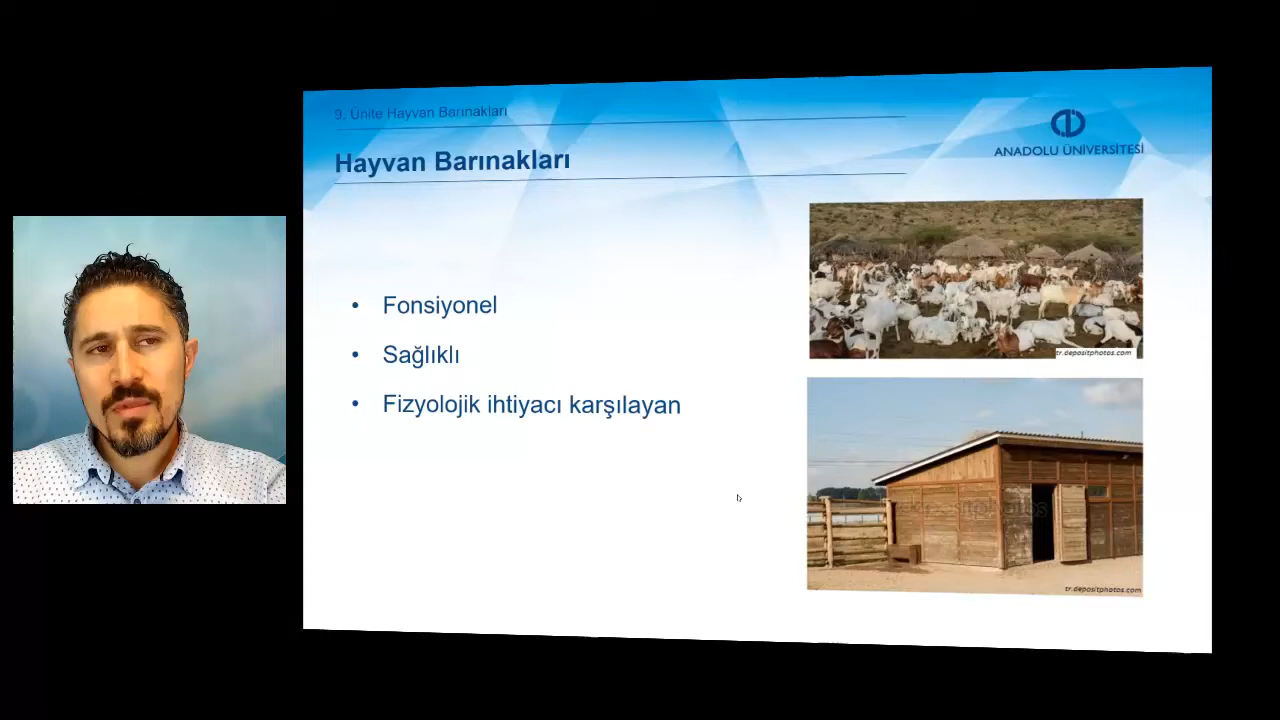 9. Ünite Hayvan Barınakları
ANADOLU ÜNİVERSİTESİ
Hayvan Barınakları
• Fonsiyonel
• Sağlıklı
• Fizyolojik ihtiyacı karşılayan
tr.depositphotos.com
depositphotos
tr.depositphotos.com